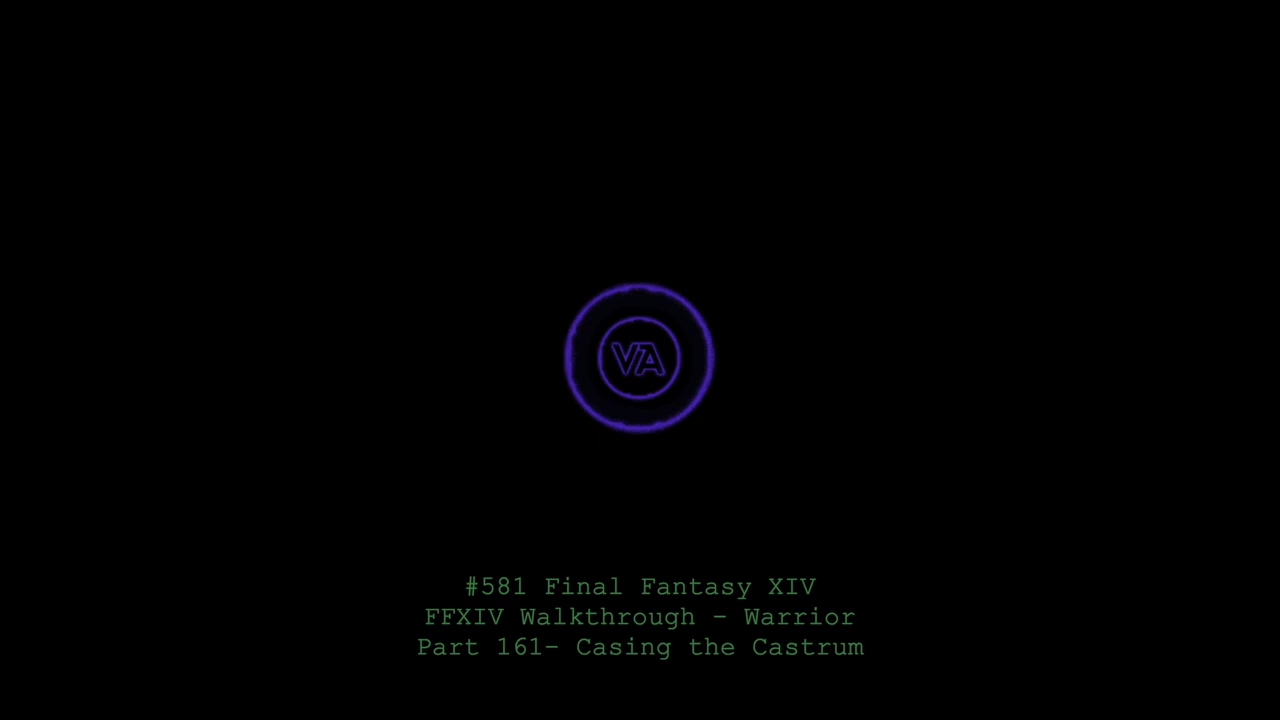 VA
#581 Final Fantasy XIV
FFXIV Walkthrough - Warrior
Part 161- Casing the Castrum